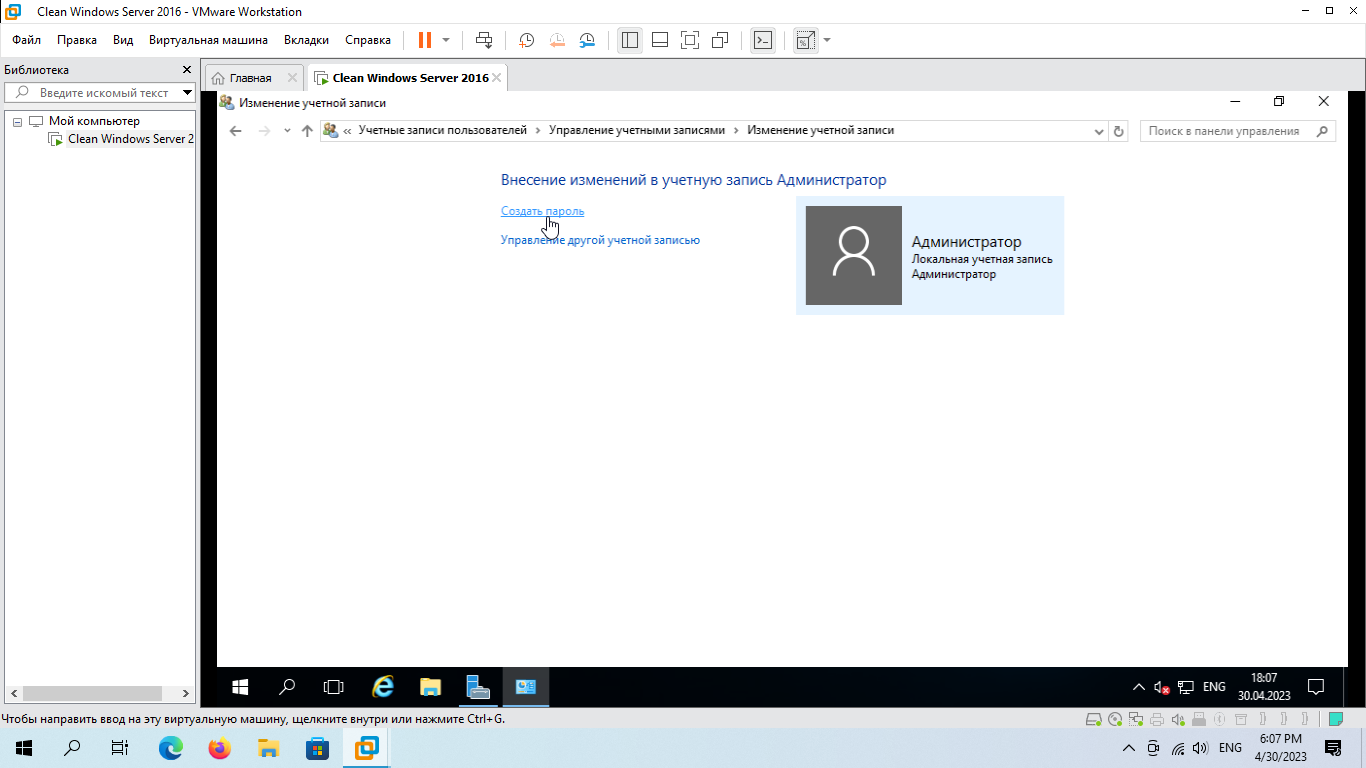 Clean Windows Server 2016 - VMware Workstation
Файл Правка Вид Виртуальная машина Вкладки Справка
Библиотека
Введите искомый текст
Мой компьютер
Clean Windows Server 2
Главная
Clean Windows Server 2016
Изменение учетной записи
« Учетные записи пользователей > Управление учетными записями > Изменение учетной записи
Поиск в панели управления
Внесение изменений в учетную запись Администратор
Создать пароль
Управление другой учетной записью
Администратор
Локальная учетная запись
Администратор
ENG
18:07
30.04.2023
Чтобы направить ввод на эту виртуальную машину, щелкните внутри или нажмите Ctrl+G.
ENG
6:07 PM
4/30/2023